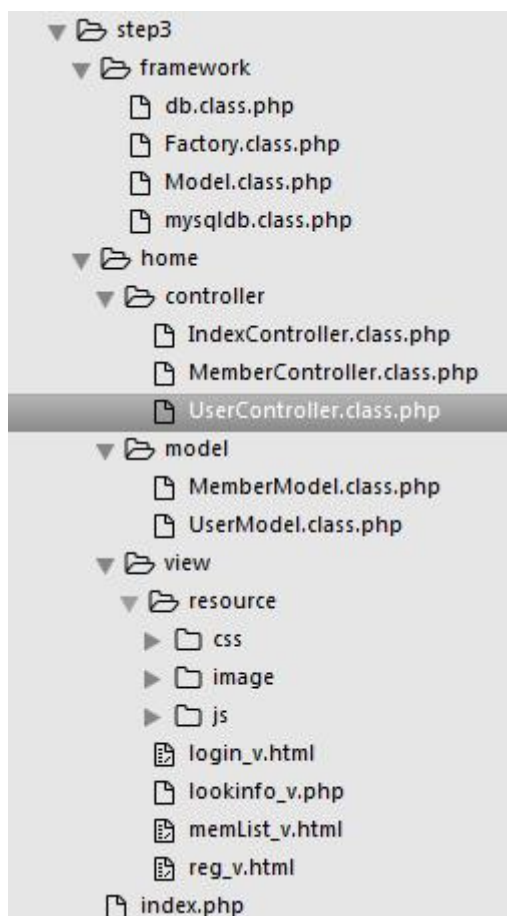 step3
framework
db.class.php
Factory.class.php
Model.class.php
mysqldb.class.php
home
controller
IndexController.class.php
MemberController.class.php
UserController.class.php
model
MemberModel.class.php
UserModel.class.php
view
resource
css
image
js
login_v.html
lookinfo_v.php
memList_v.html
reg_v.html
index.php